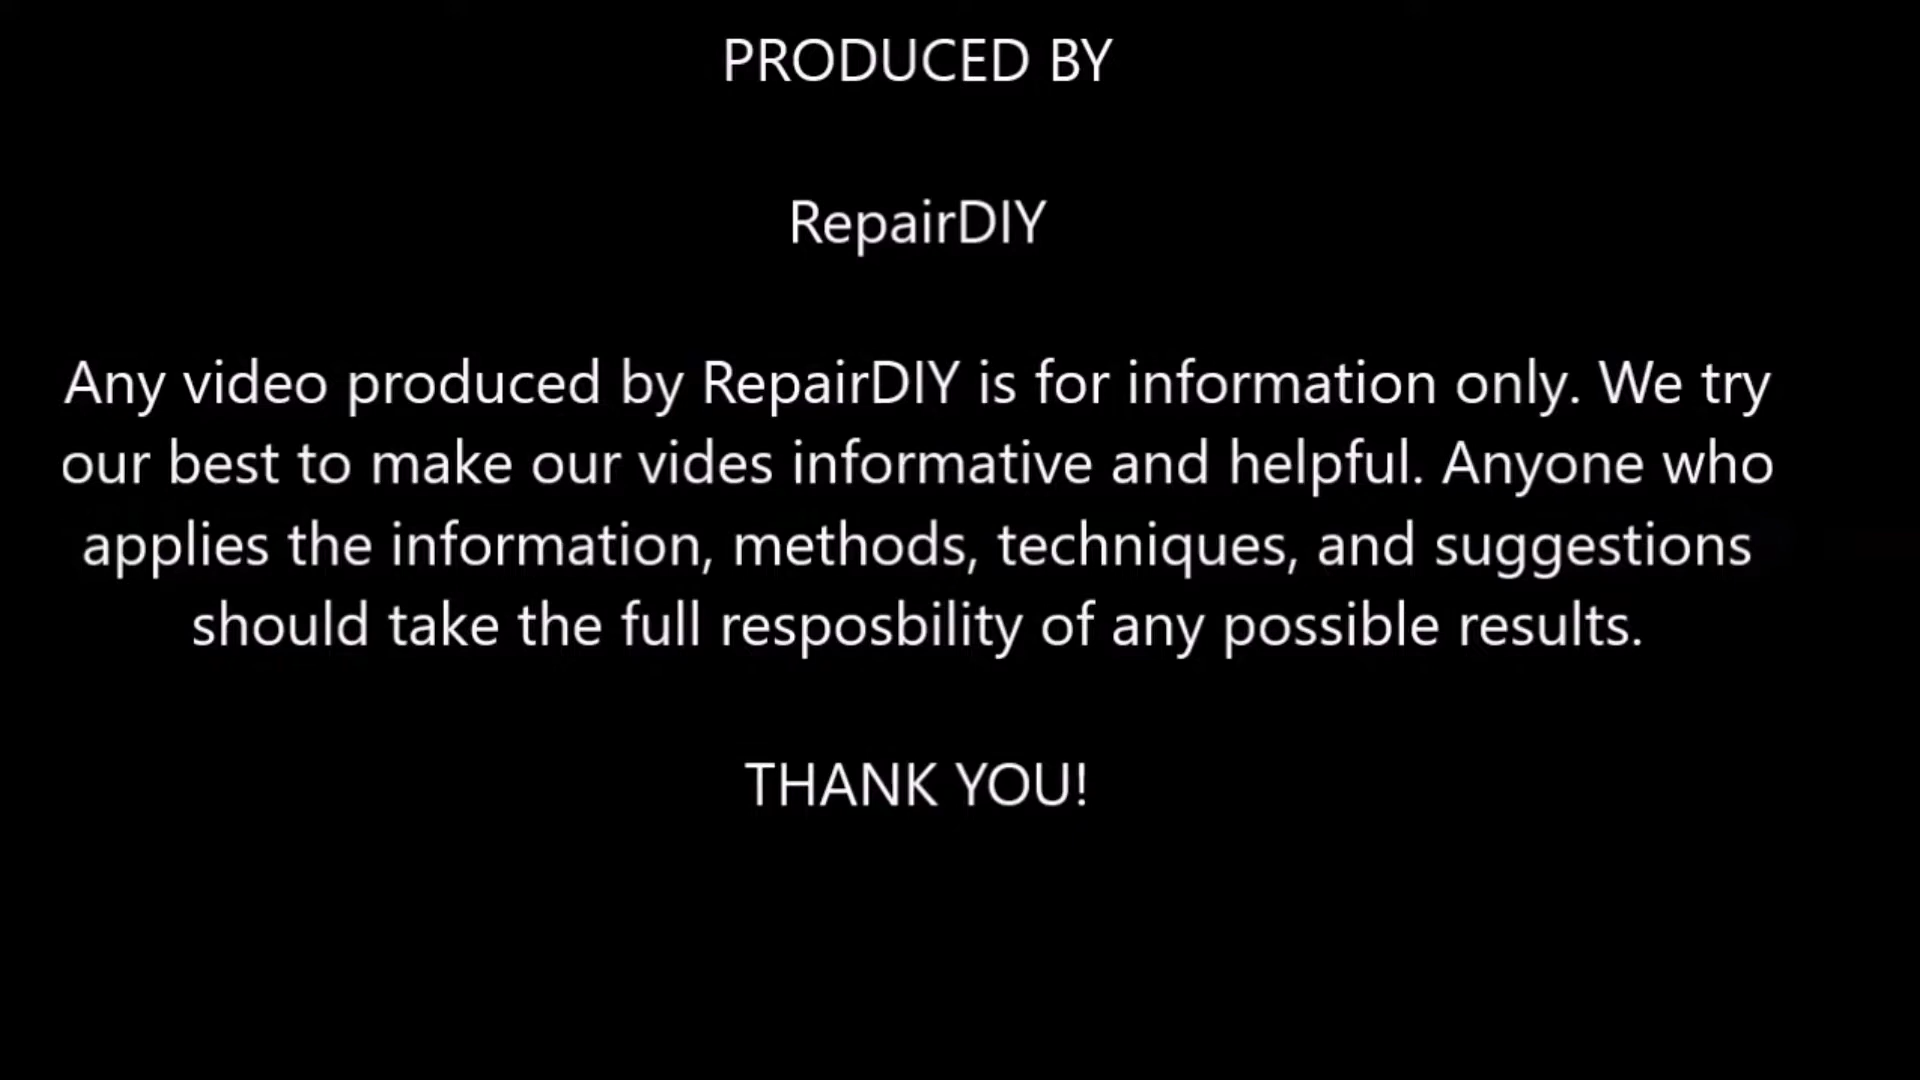 PRODUCED BY
RepairDIY
Any video produced by RepairDIY is for information only. We try
our best to make our vides informative and helpful. Anyone who
applies the information, methods, techniques, and suggestions
should take the full resposbility of any possible results.
THANK YOU!